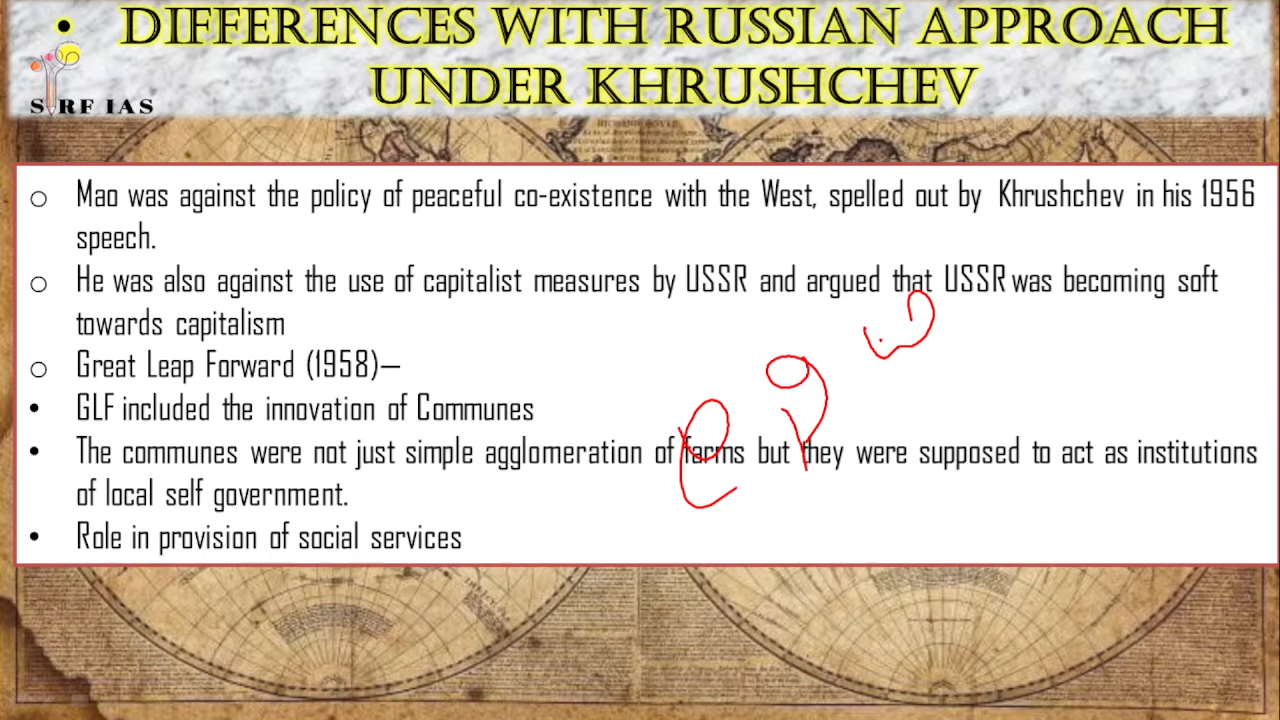 • DIFFERENCES WITH RUSSIAN APPROACH
UNDER KHRUSHCHEV
SIRF IAS
o Mao was against the policy of peaceful co-existence with the West, spelled out by Khrushchev in his 1956
speech.
o He was also against the use of capitalist measures by USSR and argued that USSR was becoming soft
towards capitalism
o Great Leap Forward (1958)—
• GLF included the innovation of Communes
• The communes were not just simple agglomeration of farms but they were supposed to act as institutions
of local self government.
• Role in provision of social services